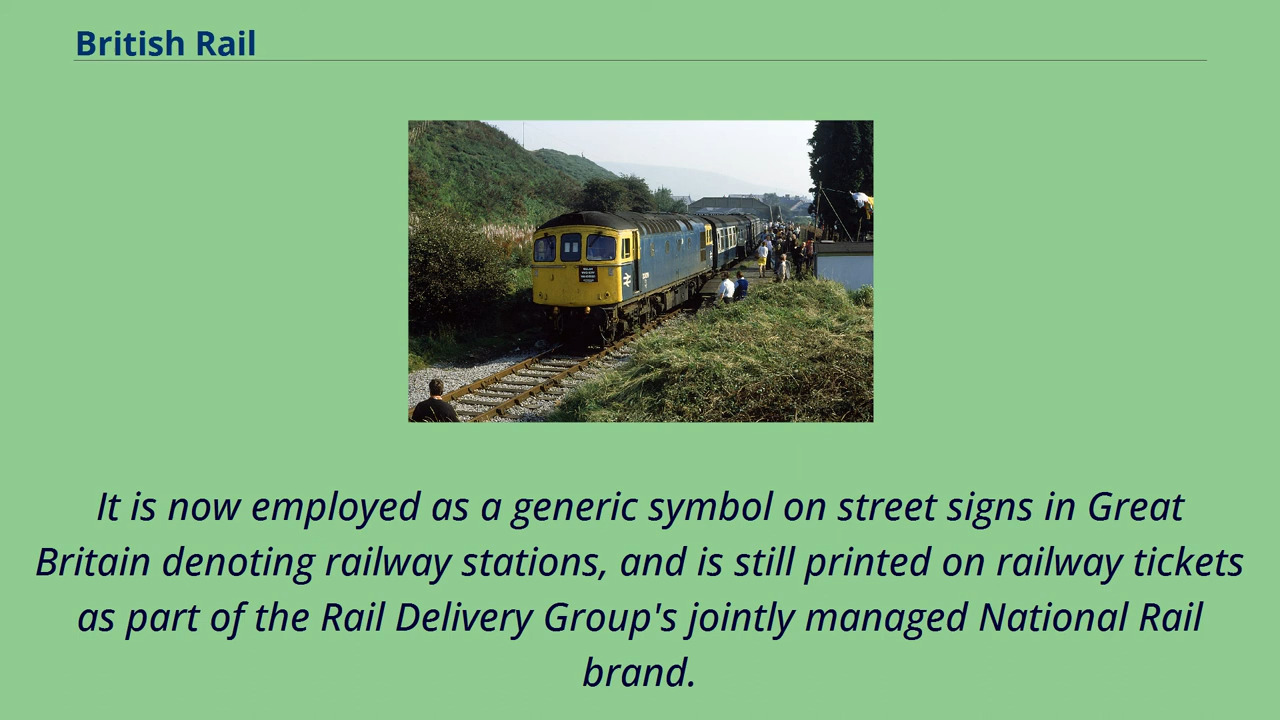 British Rail
It is now employed as a generic symbol on street signs in Great
Britain denoting railway stations, and is still printed on railway tickets
as part of the Rail Delivery Group's jointly managed National Rail
brand.